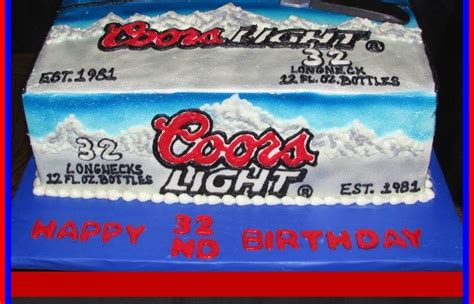 Coors LIGHT ®
32
EST. 1981
LONGNECK
12 FL. OZ. BOTTLES
32
LONGNECKS
12 FL. OZ. BOTTLES
Coors
LIGHT ®
EST. 1981
HAPPY 32 ND BIRTHDAY